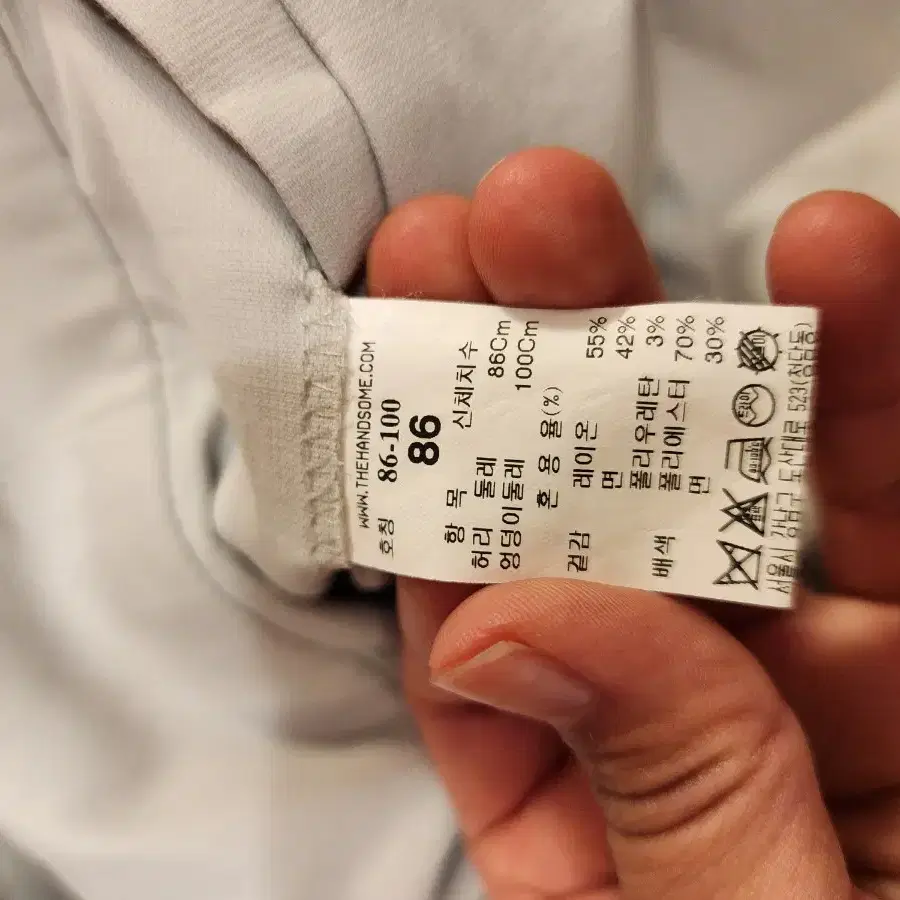 WWW.THEHANDSOME.COM
호칭 86-100
86
항 목 신체치수
허리 둘레 86Cm
엉덩이둘레 100Cm
혼 용 율(%)
겉감 레이온 55%
면 42%
폴리우레탄 3%
배색 폴리에스터 70%
면 30%
드라이
서울시 강남구 도산대로 523(청담동)